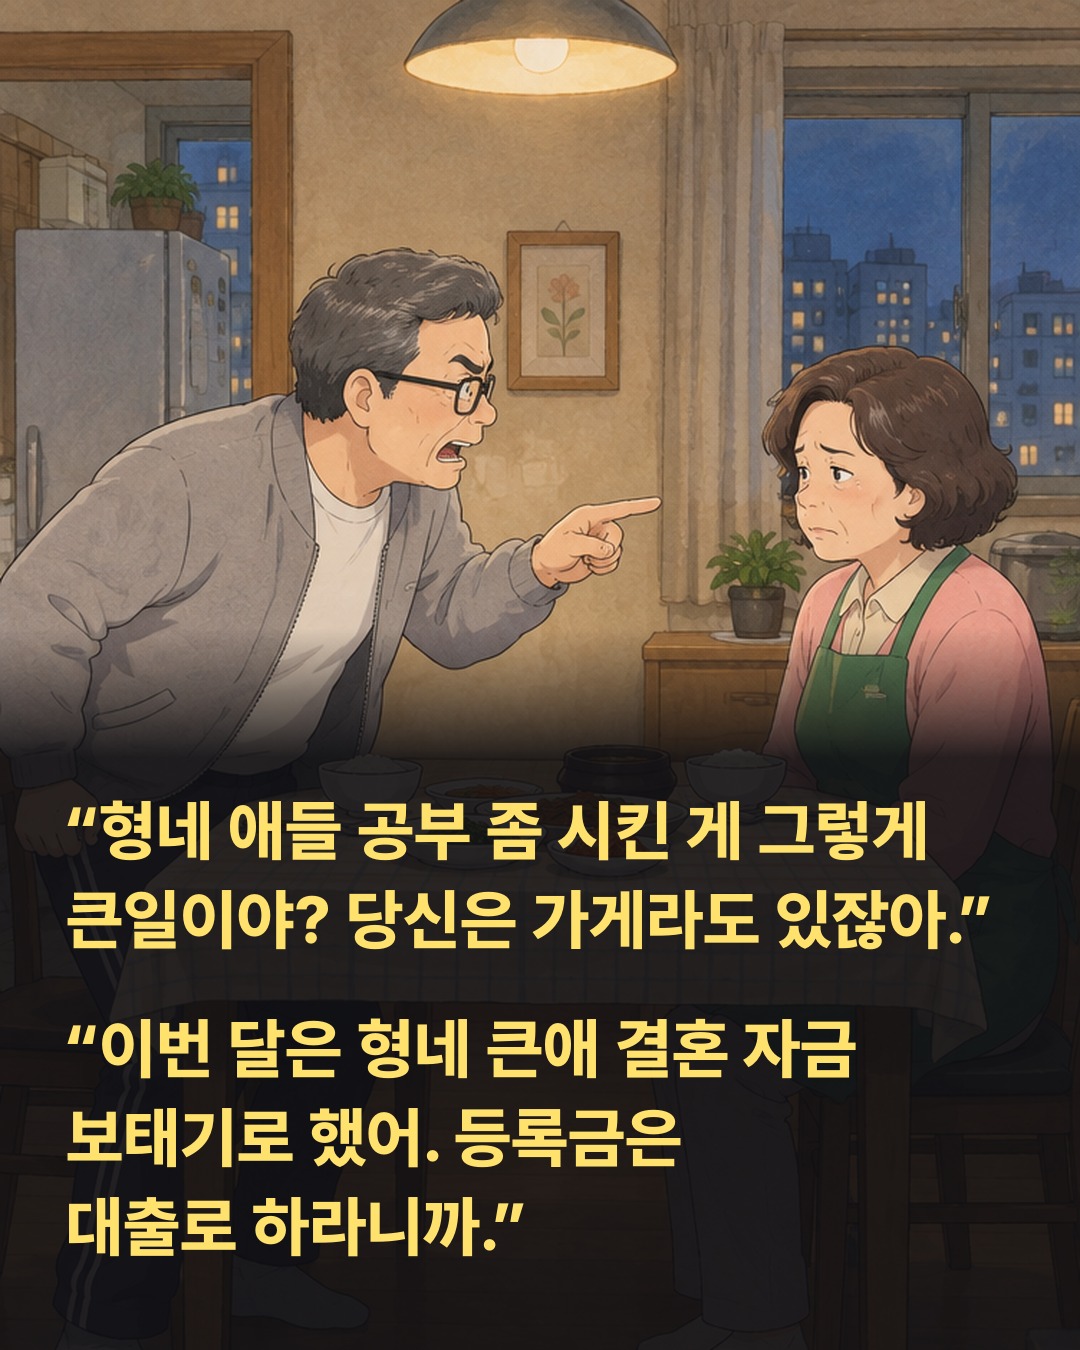 “형네 애들 공부 좀 시킨 게 그렇게
큰일이야? 당신은 가게라도 있잖아.”
“이번 달은 형네 큰애 결혼 자금
보태기로 했어. 등록금은
대출로 하라니까.”